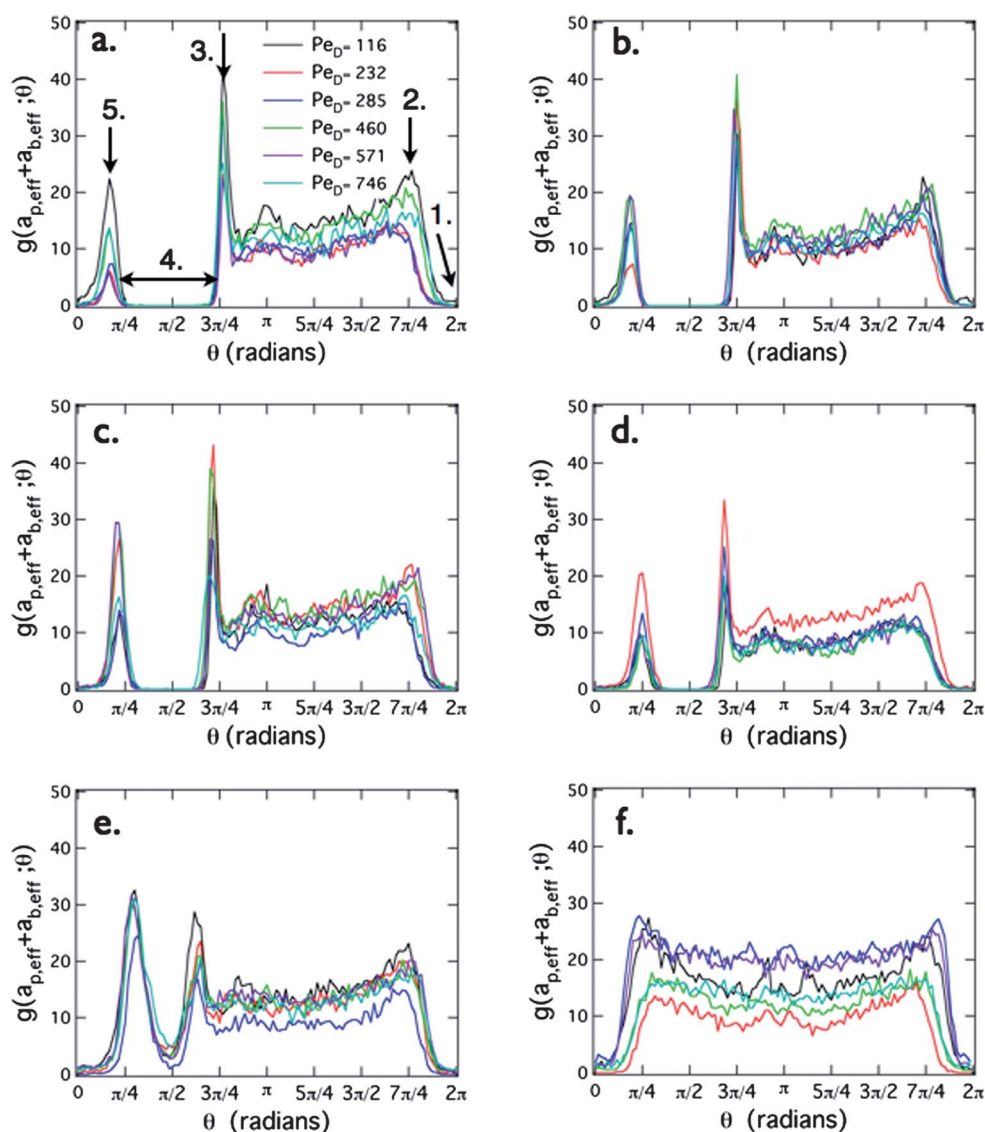 a.
b.
50
40
30
20
10
0
g(a_p,eff+a_b,eff ;θ)
5.
4.
3.
2.
1.
Pe_D= 116
Pe_D= 232
Pe_D= 285
Pe_D= 460
Pe_D= 571
Pe_D= 746
0 π/4 π/2 3π/4 π 5π/4 3π/2 7π/4 2π
θ (radians)
50
40
30
20
10
0
g(a_p,eff+a_b,eff ;θ)
0 π/4 π/2 3π/4 π 5π/4 3π/2 7π/4 2π
θ (radians)
c.
50
40
30
20
10
0
g(a_p,eff+a_b,eff ;θ)
0 π/4 π/2 3π/4 π 5π/4 3π/2 7π/4 2π
θ (radians)
d.
50
40
30
20
10
0
g(a_p,eff+a_b,eff ;θ)
0 π/4 π/2 3π/4 π 5π/4 3π/2 7π/4 2π
θ (radians)
e.
50
40
30
20
10
0
g(a_p,eff+a_b,eff ;θ)
0 π/4 π/2 3π/4 π 5π/4 3π/2 7π/4 2π
θ (radians)
f.
50
40
30
20
10
0
g(a_p,eff+a_b,eff ;θ)
0 π/4 π/2 3π/4 π 5π/4 3π/2 7π/4 2π
θ (radians)